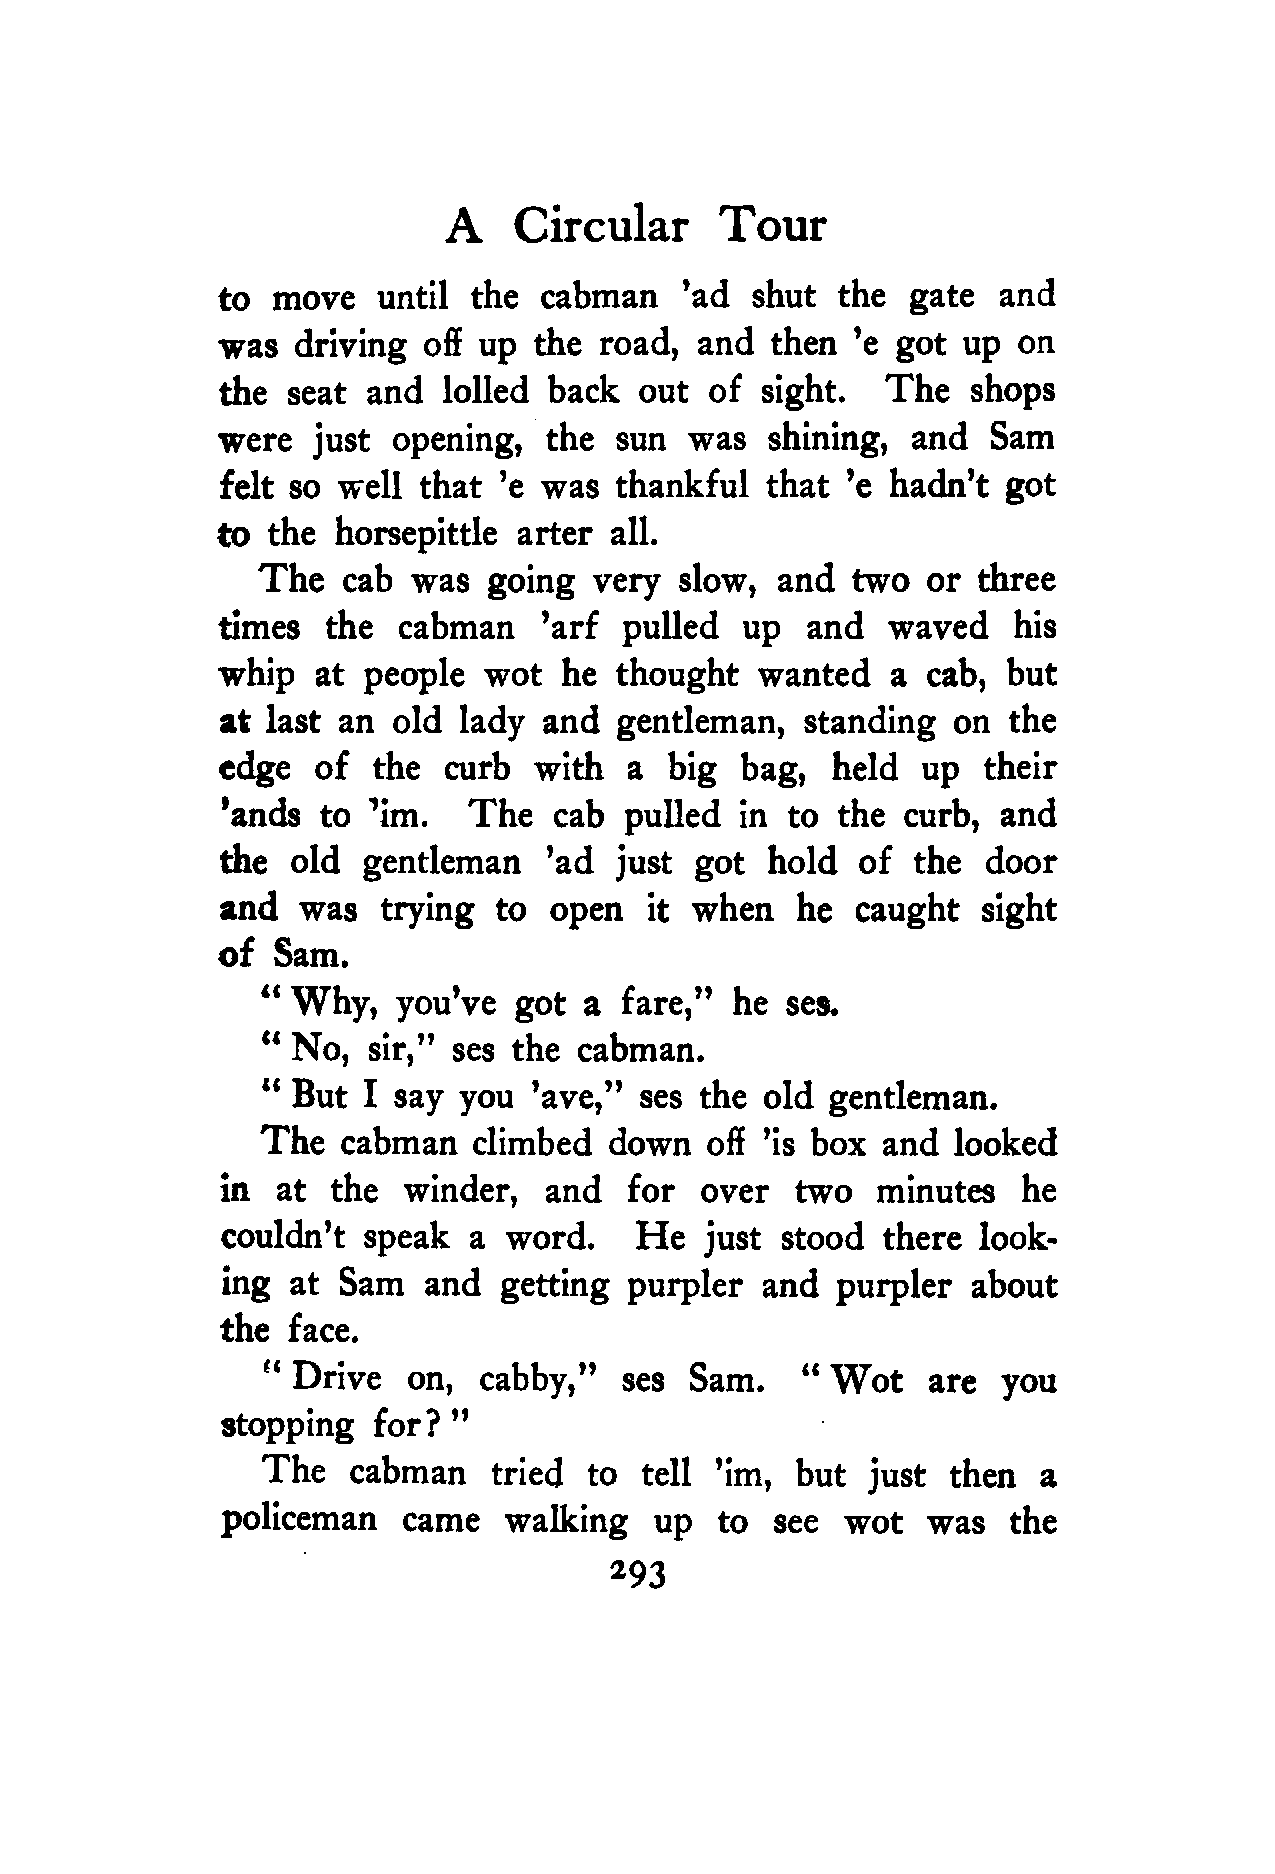 A Circular Tour
to move until the cabman 'ad shut the gate and
was driving off up the road, and then 'e got up on
the seat and lolled back out of sight. The shops
were just opening, the sun was shining, and Sam
felt so well that 'e was thankful that 'e hadn't got
to the horsepittle arter all.
The cab was going very slow, and two or three
times the cabman 'arf pulled up and waved his
whip at people wot he thought wanted a cab, but
at last an old lady and gentleman, standing on the
edge of the curb with a big bag, held up their
'ands to 'im. The cab pulled in to the curb, and
the old gentleman 'ad just got hold of the door
and was trying to open it when he caught sight
of Sam.
"Why, you've got a fare," he ses.
"No, sir," ses the cabman.
"But I say you 'ave," ses the old gentleman.
The cabman climbed down off 'is box and looked
in at the winder, and for over two minutes he
couldn't speak a word. He just stood there look-
ing at Sam and getting purpler and purpler about
the face.
"Drive on, cabby," ses Sam. "Wot are you
stopping for?"
The cabman tried to tell 'im, but just then a
policeman came walking up to see wot was the
293